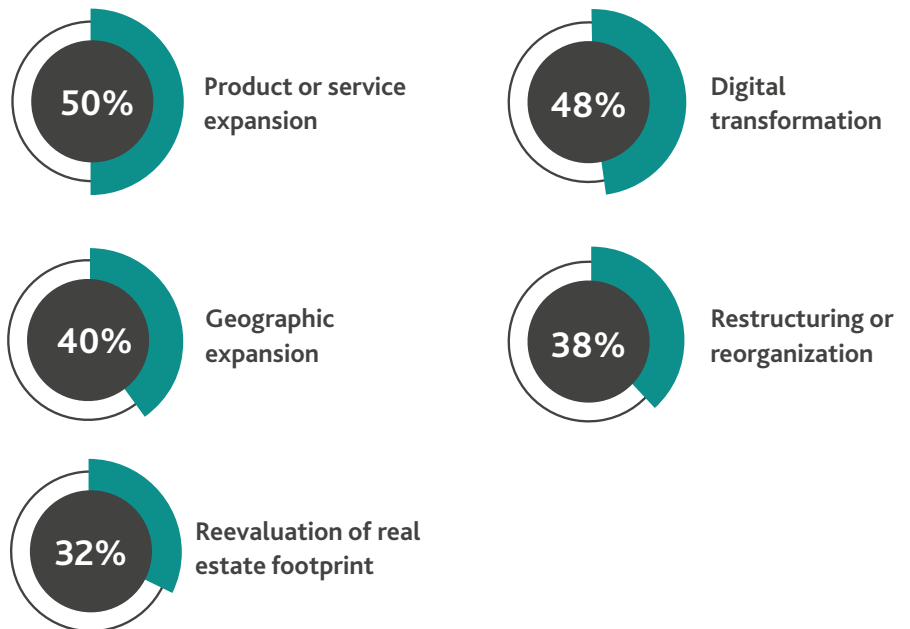 50%
Product or service
expansion
48%
Digital
transformation
40%
Geographic
expansion
38%
Restructuring or
reorganization
32%
Reevaluation of real
estate footprint